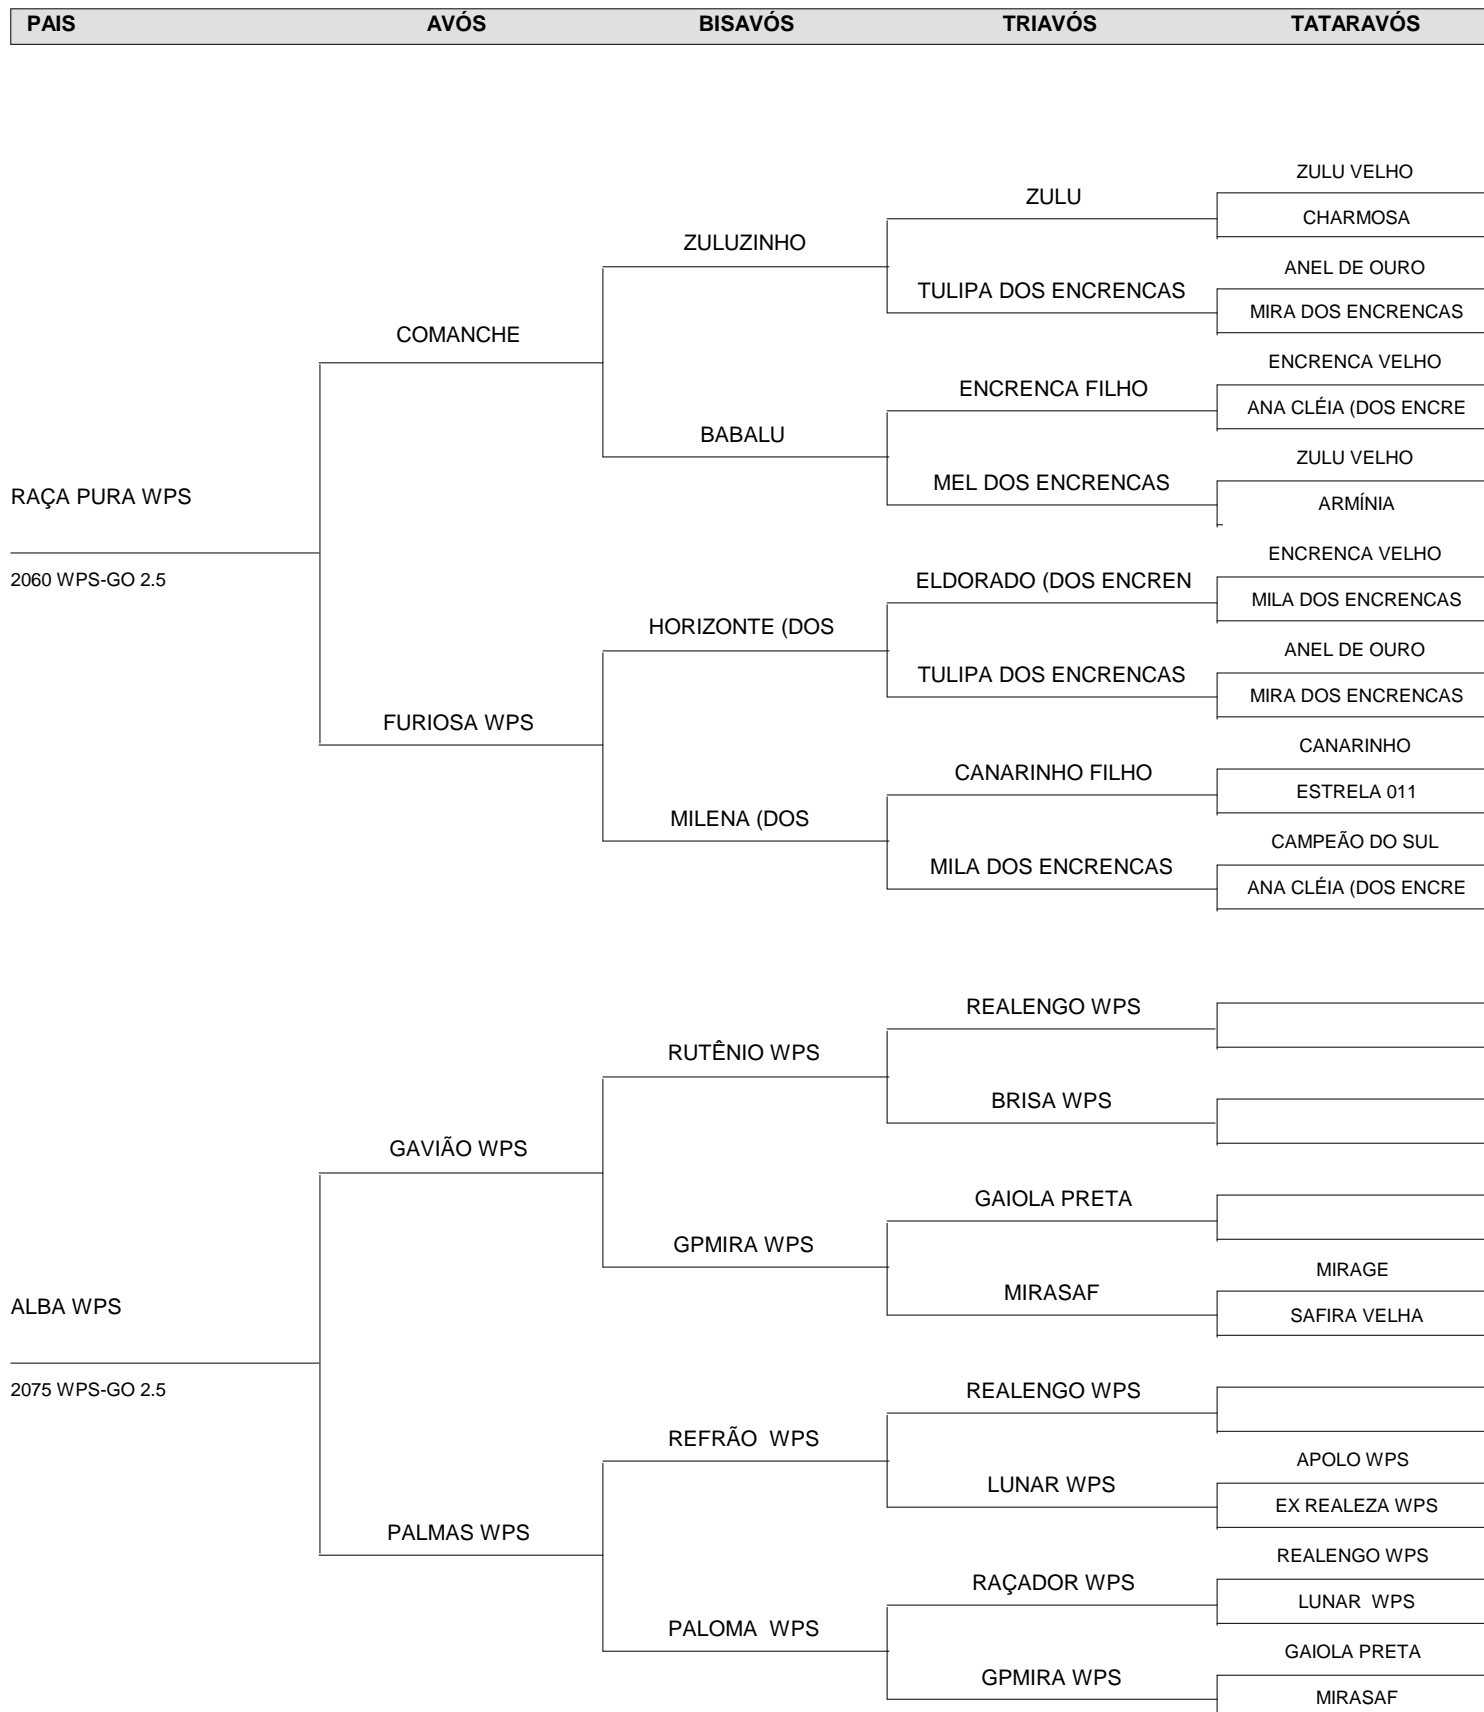 PAIS AVÓS BISAVÓS TRIAVÓS TATARAVÓS
ZULU VELHO
ZULU
CHARMOSA
ZULUZINHO
ANEL DE OURO
TULIPA DOS ENCRENCAS
MIRA DOS ENCRENCAS
COMANCHE
ENCRENCA VELHO
ENCRENCA FILHO
ANA CLÉIA (DOS ENCRE
BABALU
ZULU VELHO
MEL DOS ENCRENCAS
RAÇA PURA WPS
ARMÍNIA
ENCRENCA VELHO
2060 WPS-GO 2.5
ELDORADO (DOS ENCREN
MILA DOS ENCRENCAS
HORIZONTE (DOS
ANEL DE OURO
TULIPA DOS ENCRENCAS
MIRA DOS ENCRENCAS
FURIOSA WPS
CANARINHO
CANARINHO FILHO
ESTRELA 011
MILENA (DOS
CAMPEÃO DO SUL
MILA DOS ENCRENCAS
ANA CLÉIA (DOS ENCRE
REALENGO WPS
RUTÊNIO WPS
BRISA WPS
GAVIÃO WPS
GAIOLA PRETA
GPMIRA WPS
MIRAGE
MIRASAF
ALBA WPS
SAFIRA VELHA
2075 WPS-GO 2.5
REALENGO WPS
REFRÃO WPS
APOLO WPS
LUNAR WPS
EX REALEZA WPS
PALMAS WPS
REALENGO WPS
RAÇADOR WPS
LUNAR WPS
PALOMA WPS
GAIOLA PRETA
GPMIRA WPS
MIRASAF